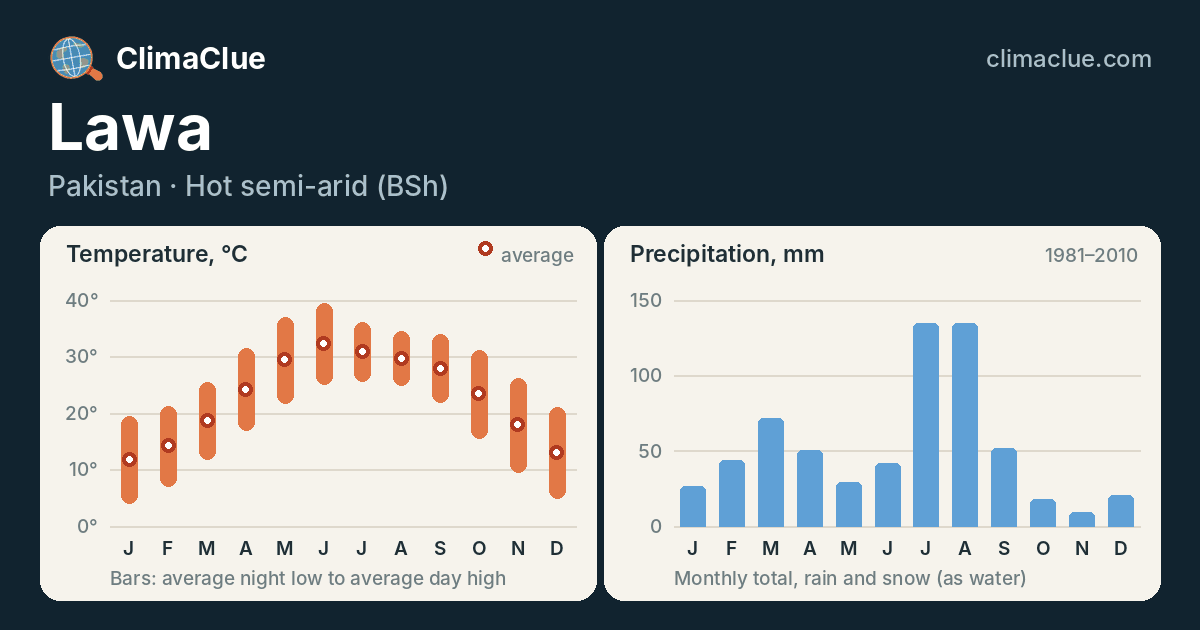 ClimaClue
climaclue.com
Lawa
Pakistan · Hot semi-arid (BSh)
Temperature, °C
average
40°
30°
20°
10°
0°
J F M A M J J A S O N D
Bars: average night low to average day high
Precipitation, mm
1981–2010
150
100
50
0
J F M A M J J A S O N D
Monthly total, rain and snow (as water)